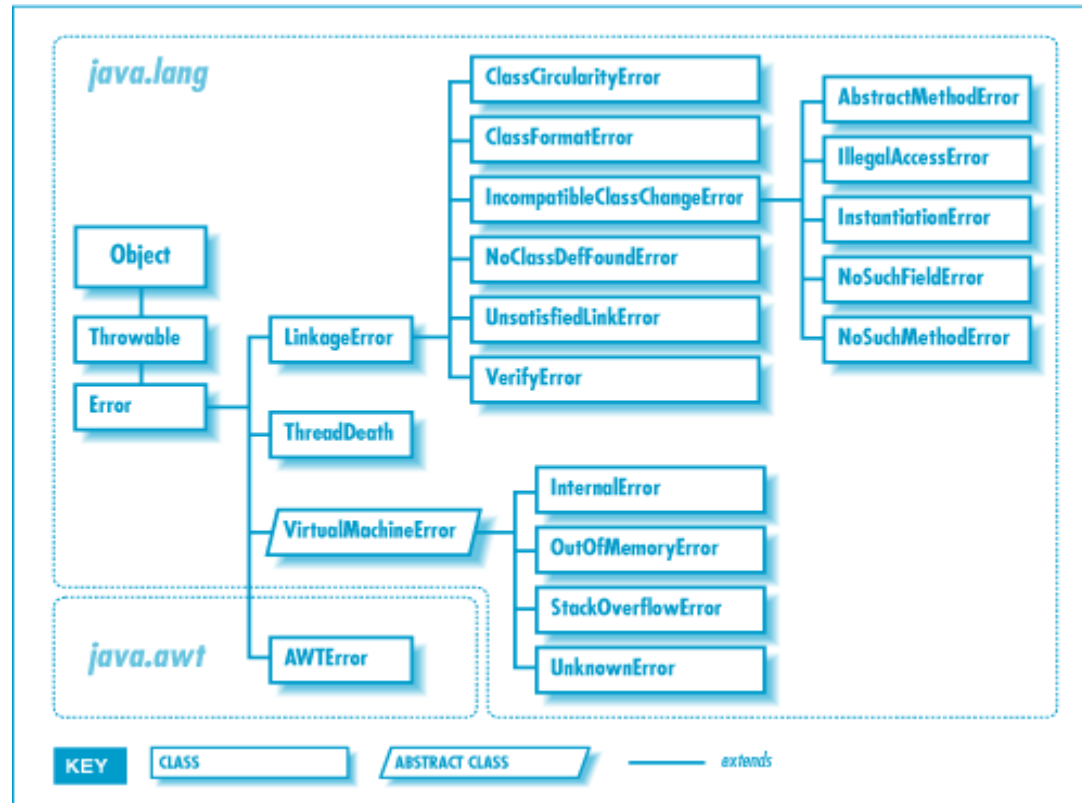 java.lang
ClassCircularityError
ClassFormatError
IncompatibleClassChangeError
NoClassDefFoundError
UnsatisfiedLinkError
VerifyError
AbstractMethodError
IllegalAccessError
InstantiationError
NoSuchFieldError
NoSuchMethodError
Object
Throwable
Error
LinkageError
ThreadDeath
VirtualMachineError
InternalError
OutOfMemoryError
StackOverflowError
UnknownError
java.awt
AWTError
KEY
CLASS
ABSTRACT CLASS
extends